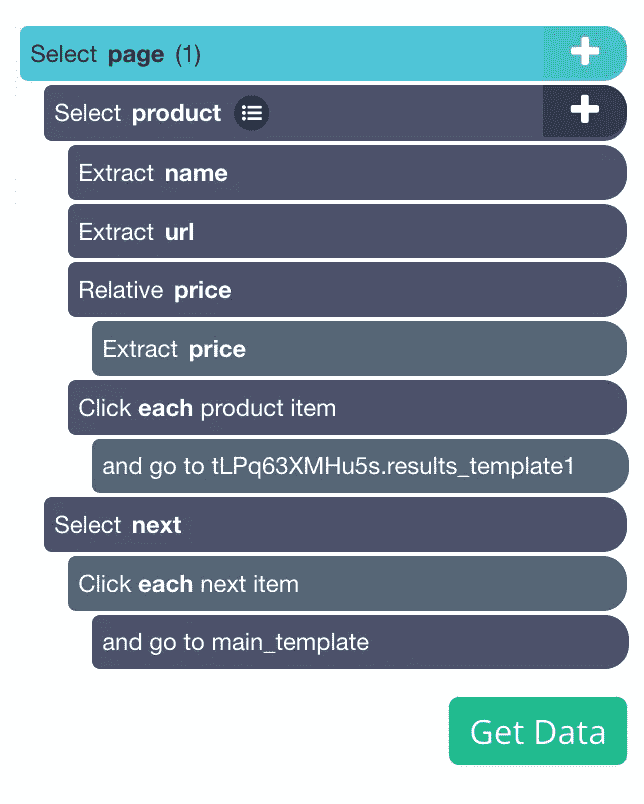 Select page (1)
Select product
Extract name
Extract url
Relative price
Extract price
Click each product item
and go to tLPq63XMHu5s.results_template1
Select next
Click each next item
and go to main_template
Get Data